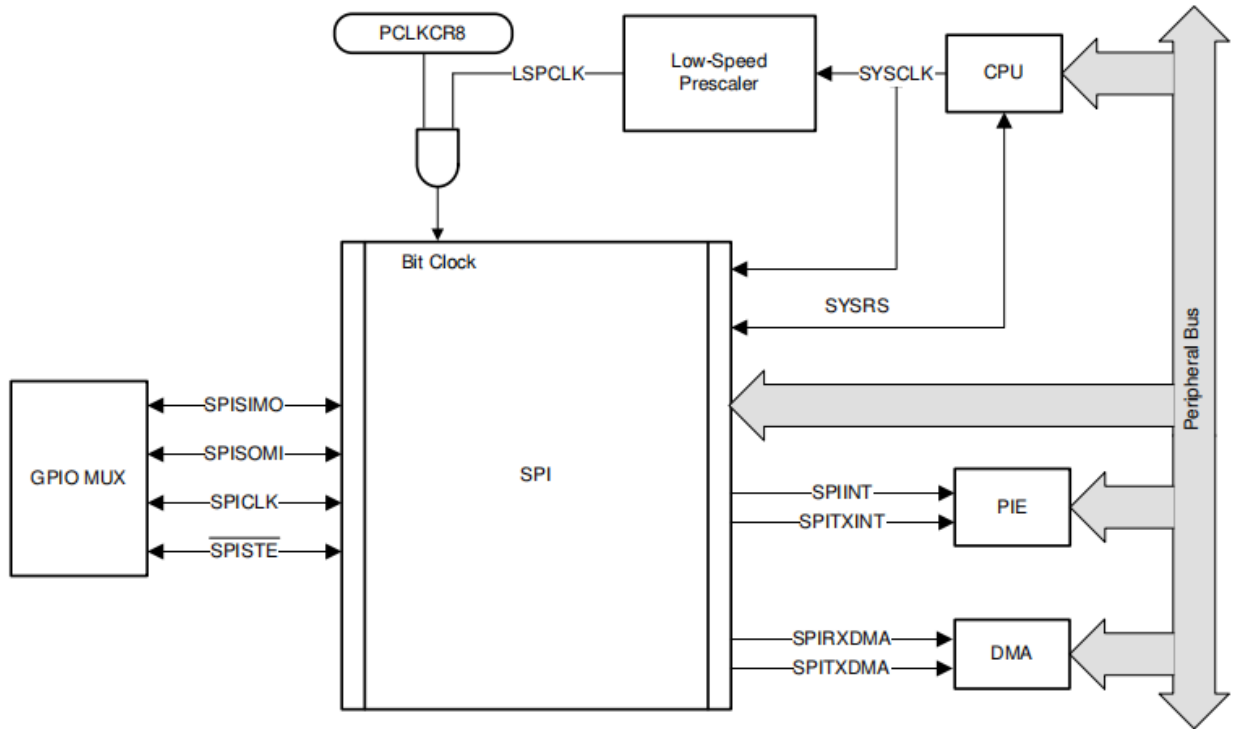 PCLKCR8
LSPCLK
Low-Speed
Prescaler
SYSCLK
CPU
Bit Clock
SYSRS
Peripheral Bus
GPIO MUX
SPISIMO
SPISOMI
SPICLK
SPISTE
SPI
SPIINT
SPITXINT
PIE
SPIRXDMA
SPITXDMA
DMA